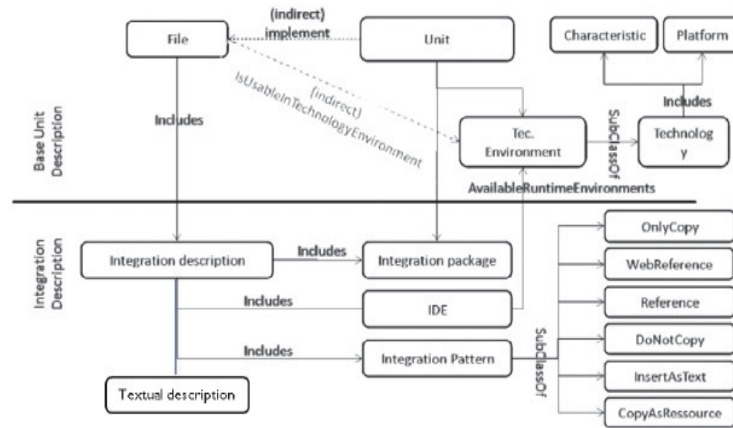 (indirect)
implement
File
Unit
Characteristic
Platform
(indirect)
IsUsableInTechnologyEnvironment
Includes
Includes
Base Unit
Description
Tec.
Environment
SubClassOf
Technolog
y
AvailableRuntimeEnvironments
Integration
Description
Integration description
Includes
Integration package
OnlyCopy
WebReference
Includes
IDE
Reference
SubClassOf
DoNotCopy
Includes
Integration Pattern
InsertAsText
Textual description
CopyAsRessource